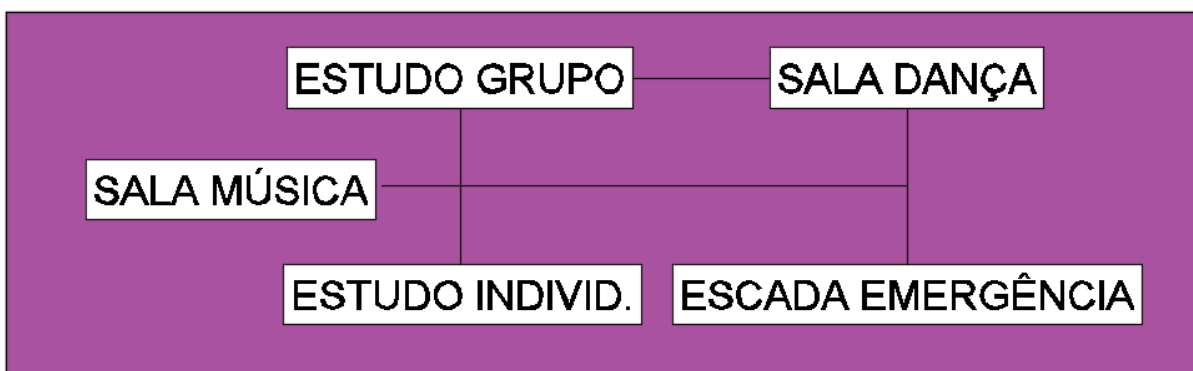 ESTUDO GRUPO
SALA DANÇA
SALA MÚSICA
ESTUDO INDIVID.
ESCADA EMERGÊNCIA